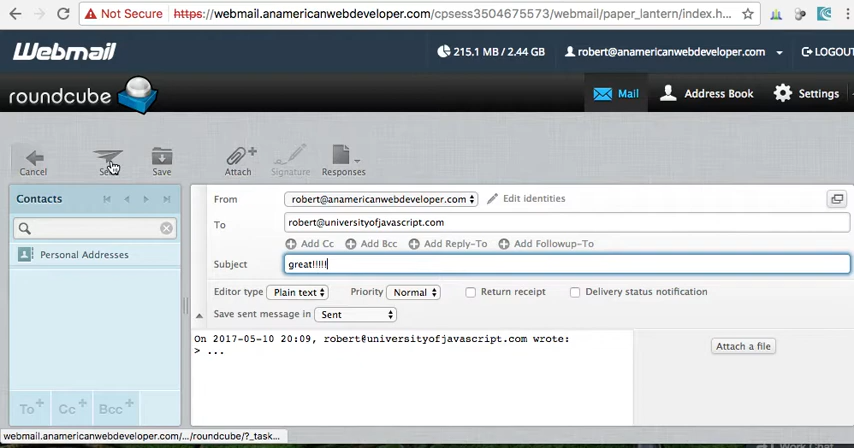 Not Secure https://webmail.anamericanwebdeveloper.com/cpsess3504675573/webmail/paper_lantern/index.h...
Webmail 215.1 MB / 2.44 GB robert@anamericanwebdeveloper.com LOGOUT
roundcube Mail Address Book Settings
Cancel Save Attach Signature Responses
Contacts
From robert@anamericanwebdeveloper.com Edit identities
To robert@universityofjavascript.com
Add Cc Add Bcc Add Reply-To Add Followup-To
Personal Addresses
Subject great!!!!!
Editor type Plain text Priority Normal Return receipt Delivery status notification
Save sent message in Sent
On 2017-05-10 20:09, robert@universityofjavascript.com wrote:
> ...
Attach a file
To+ Cc+ Bcc+
webmail.anamericanwebdeveloper.com/.../roundcube/?_task...